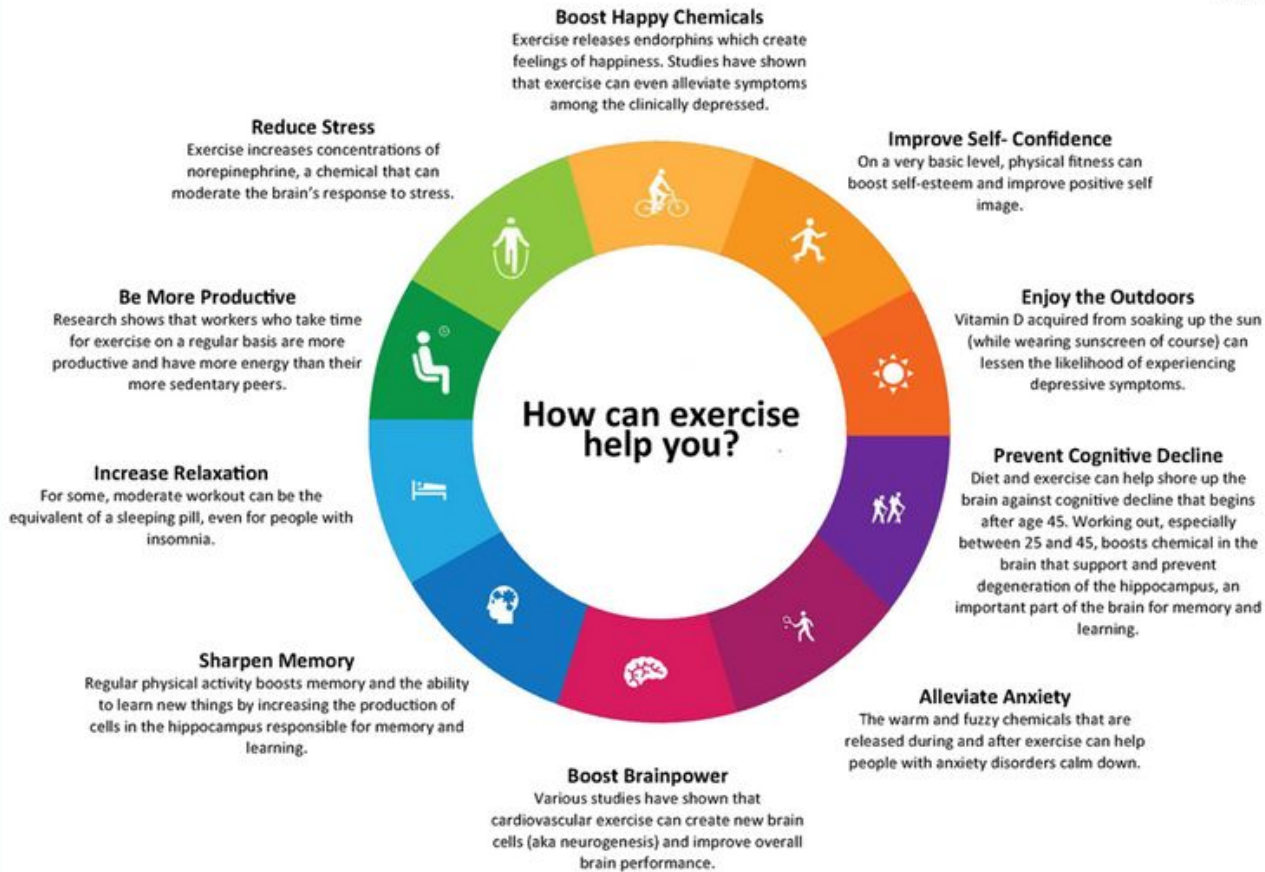 Boost Happy Chemicals
Exercise releases endorphins which create
feelings of happiness. Studies have shown
that exercise can even alleviate symptoms
among the clinically depressed.
Improve Self- Confidence
On a very basic level, physical fitness can
boost self-esteem and improve positive self
image.
Enjoy the Outdoors
Vitamin D acquired from soaking up the sun
(while wearing sunscreen of course) can
lessen the likelihood of experiencing
depressive symptoms.
Prevent Cognitive Decline
Diet and exercise can help shore up the
brain against cognitive decline that begins
after age 45. Working out, especially
between 25 and 45, boosts chemical in the
brain that support and prevent
degeneration of the hippocampus, an
important part of the brain for memory and
learning.
Alleviate Anxiety
The warm and fuzzy chemicals that are
released during and after exercise can help
people with anxiety disorders calm down.
Boost Brainpower
Various studies have shown that
cardiovascular exercise can create new brain
cells (aka neurogenesis) and improve overall
brain performance.
Sharpen Memory
Regular physical activity boosts memory and the ability
to learn new things by increasing the production of
cells in the hippocampus responsible for memory and
learning.
Increase Relaxation
For some, moderate workout can be the
equivalent of a sleeping pill, even for people with
insomnia.
Be More Productive
Research shows that workers who take time
for exercise on a regular basis are more
productive and have more energy than their
more sedentary peers.
Reduce Stress
Exercise increases concentrations of
norepinephrine, a chemical that can
moderate the brain's response to stress.
How can exercise
help you?